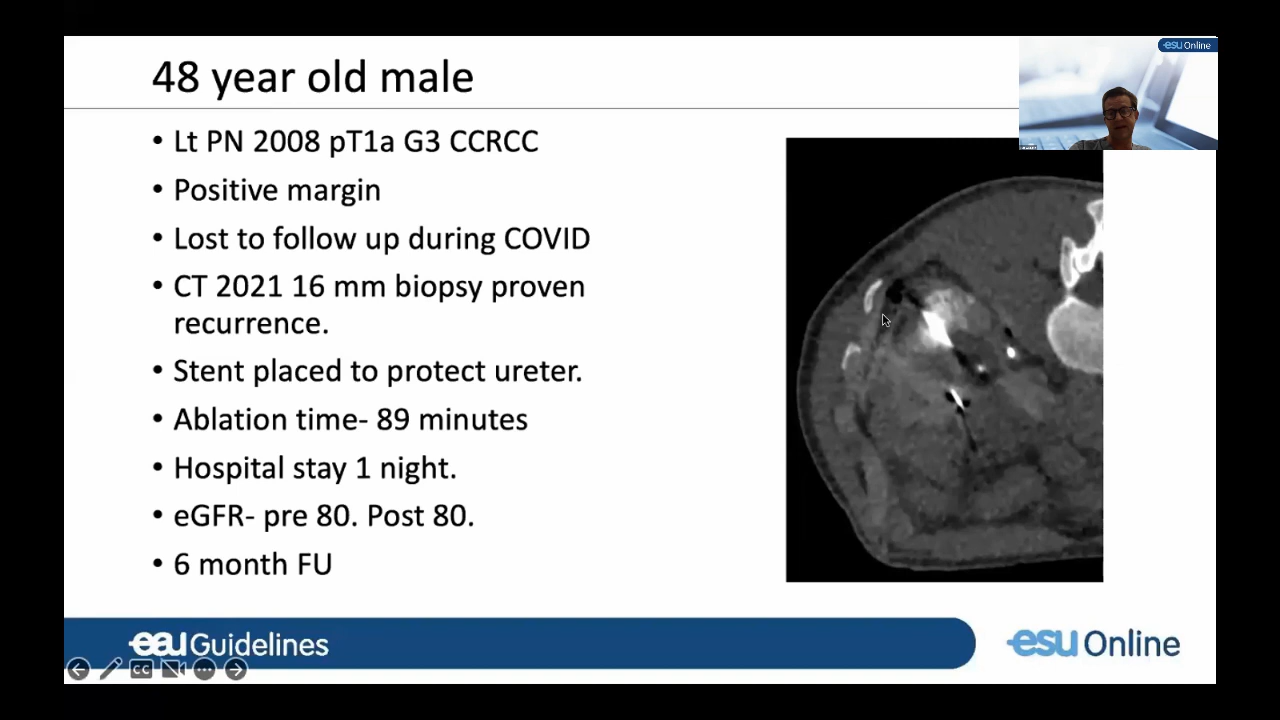 48 year old male
esu Online
• Lt PN 2008 pT1a G3 CCRCC
• Positive margin
• Lost to follow up during COVID
• CT 2021 16 mm biopsy proven
recurrence.
• Stent placed to protect ureter.
• Ablation time- 89 minutes
• Hospital stay 1 night.
• eGFR- pre 80. Post 80.
• 6 month FU
eau Guidelines
esu Online
CC